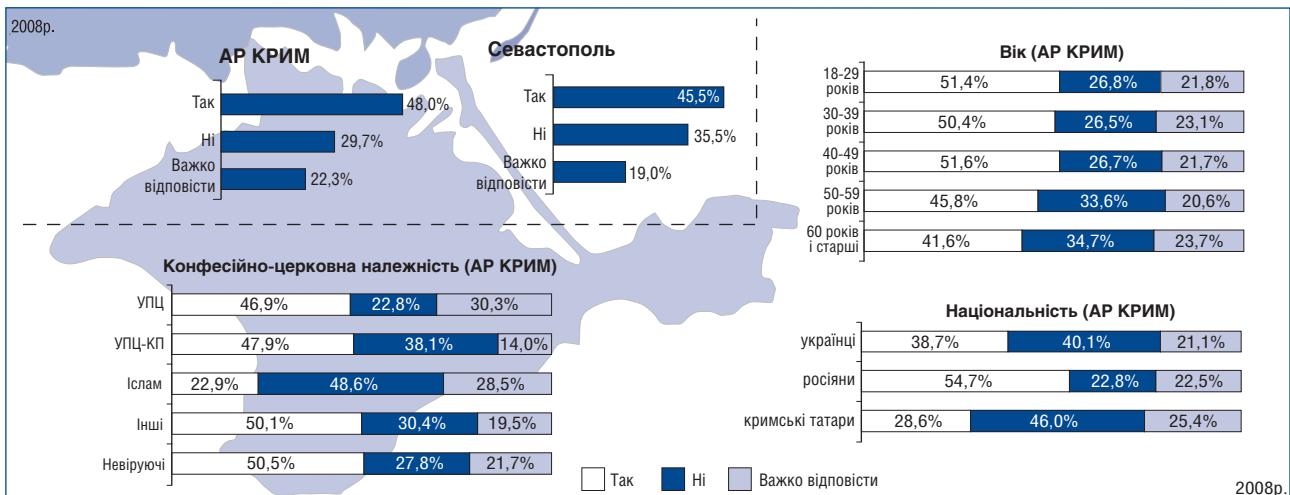 2008р.
АР КРИМ
Так 48,0%
Ні 29,7%
Важко
відповісти 22,3%
Севастополь
Так 45,5%
Ні 35,5%
Важко
відповісти 19,0%
Вік (АР КРИМ)
18-29
років 51,4% 26,8% 21,8%
30-39
років 50,4% 26,5% 23,1%
40-49
років 51,6% 26,7% 21,7%
50-59
років 45,8% 33,6% 20,6%
60 років
і старші 41,6% 34,7% 23,7%
Конфесійно-церковна належність (АР КРИМ)
УПЦ 46,9% 22,8% 30,3%
УПЦ-КП 47,9% 38,1% 14,0%
Іслам 22,9% 48,6% 28,5%
Інші 50,1% 30,4% 19,5%
Невіруючі 50,5% 27,8% 21,7%
Національність (АР КРИМ)
українці 38,7% 40,1% 21,1%
росіяни 54,7% 22,8% 22,5%
кримські татари 28,6% 46,0% 25,4%
Так Ні Важко відповісти
2008р.